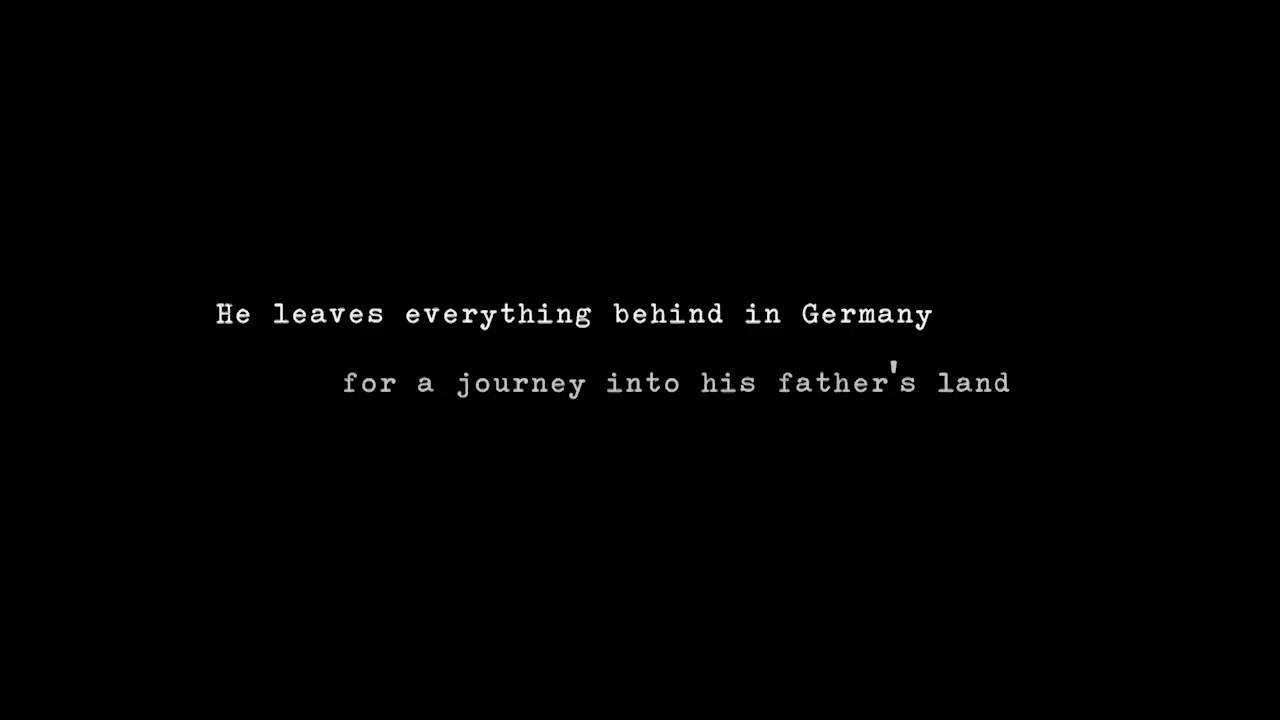 He leaves everything behind in Germany
for a journey into his father's land